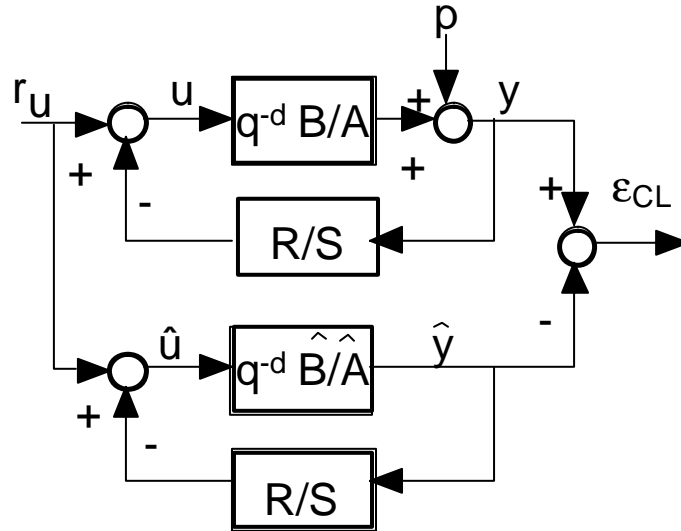 p
r_u
u
q^-d B/A
+
y
+
+
-
+
ε_CL
R/S
-
û
q^-d B̂/Â
ŷ
+
-
R/S